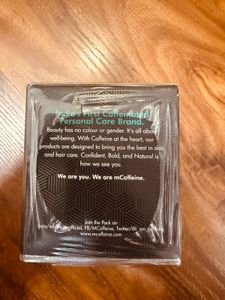 First Caffeinated
Personal Care Brand.
Beauty has no colour or gender. It's all about
well-being. With Caffeine at the heart, our
products are designed to bring you the best in skin
and hair care. Confident, Bold, and Natural is
how we see you.
We are you. We are mCaffeine.
Join the Pack on
FB/MCaffeine, Twitter/
www.mcaffeine.com